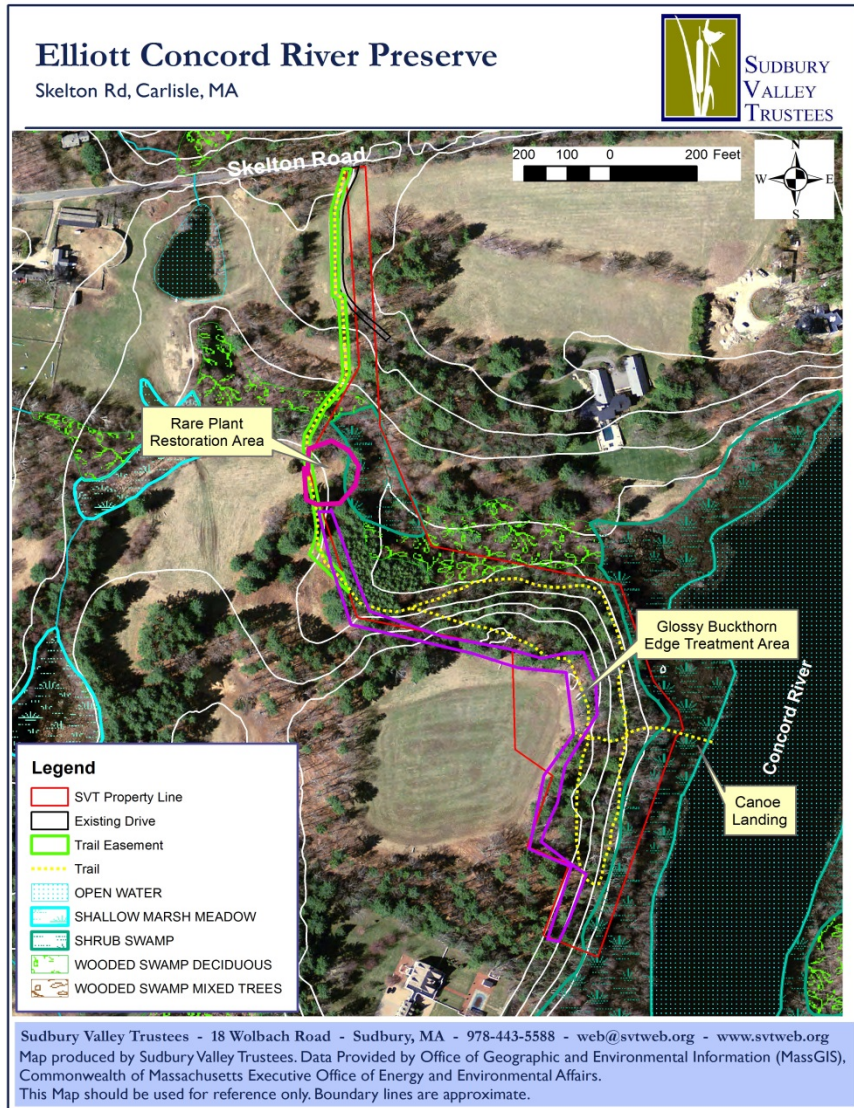 Elliott Concord River Preserve
Skelton Rd, Carlisle, MA
SUDBURY
VALLEY
TRUSTEES
Skelton Road
200 100 0 200 Feet
N
W E
S
Rare Plant
Restoration Area
Glossy Buckthorn
Edge Treatment Area
Concord River
Canoe
Landing
Legend
SVT Property Line
Existing Drive
Trail Easement
Trail
OPEN WATER
SHALLOW MARSH MEADOW
SHRUB SWAMP
WOODED SWAMP DECIDUOUS
WOODED SWAMP MIXED TREES
Sudbury Valley Trustees - 18 Wolbach Road - Sudbury, MA - 978-443-5588 - web@svtweb.org - www.svtweb.org
Map produced by Sudbury Valley Trustees. Data Provided by Office of Geographic and Environmental Information (MassGIS),
Commonwealth of Massachusetts Executive Office of Energy and Environmental Affairs.
This Map should be used for reference only. Boundary lines are approximate.